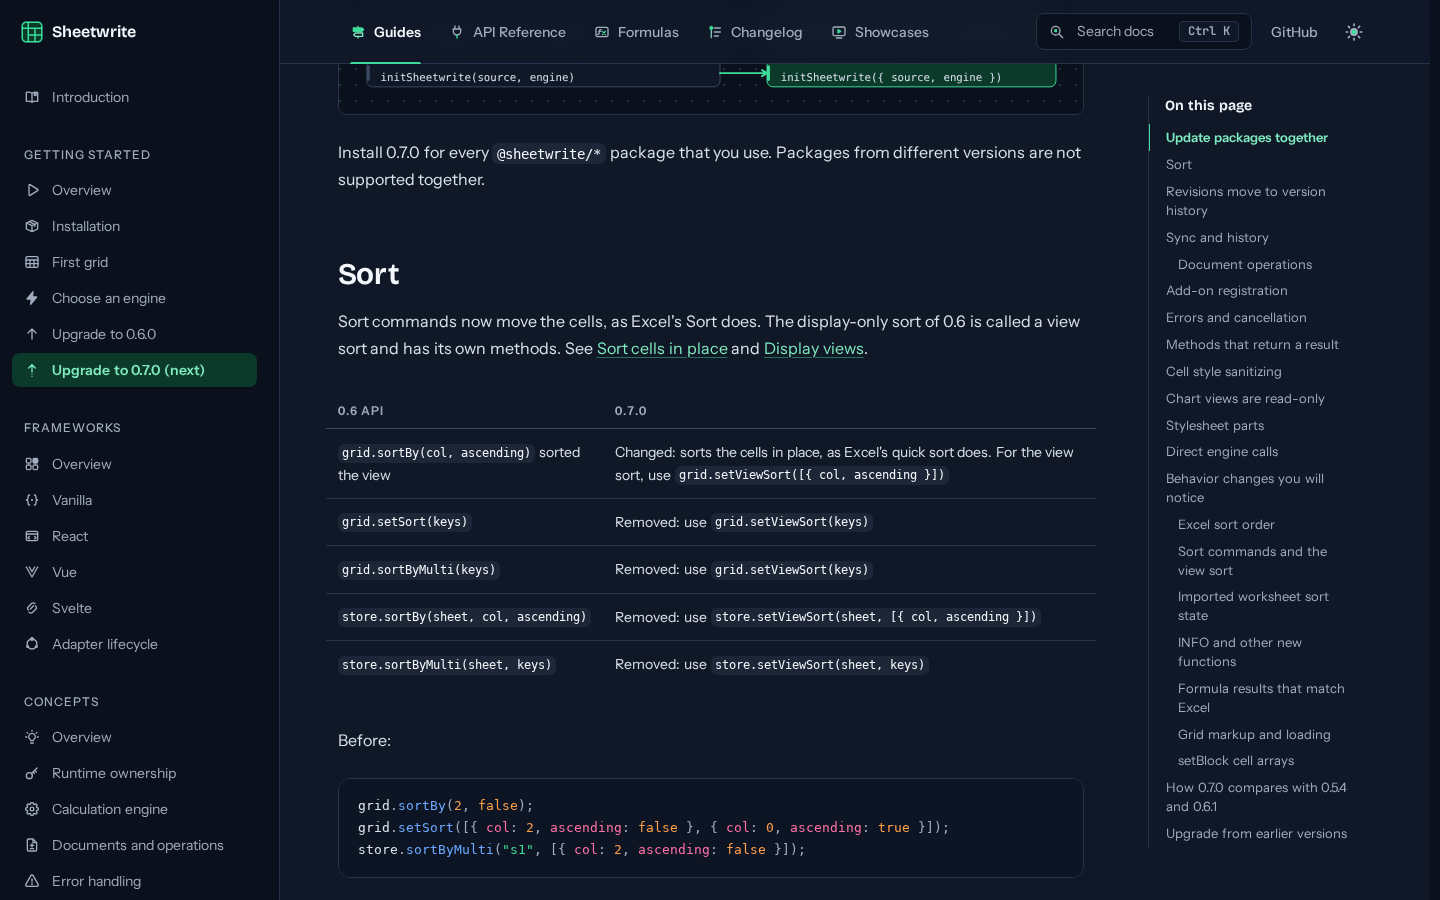 Sheetwrite
Guides
API Reference
Formulas
Changelog
Showcases
Search docs
Ctrl K
GitHub
Introduction
GETTING STARTED
Overview
Installation
First grid
Choose an engine
Upgrade to 0.6.0
Upgrade to 0.7.0 (next)
FRAMEWORKS
Overview
Vanilla
React
Vue
Svelte
Adapter lifecycle
CONCEPTS
Overview
Runtime ownership
Calculation engine
Documents and operations
Error handling
initSheetwrite(source, engine)
initSheetwrite({ source, engine })
Install 0.7.0 for every @sheetwrite/* package that you use. Packages from different versions are not
supported together.
Sort
Sort commands now move the cells, as Excel's Sort does. The display-only sort of 0.6 is called a view
sort and has its own methods. See Sort cells in place and Display views.
0.6 API
0.7.0
grid.sortBy(col, ascending) sorted
the view
Changed: sorts the cells in place, as Excel's quick sort does. For the view
sort, use grid.setViewSort([{ col, ascending }])
grid.setSort(keys)
Removed: use grid.setViewSort(keys)
grid.sortByMulti(keys)
Removed: use grid.setViewSort(keys)
store.sortBy(sheet, col, ascending)
Removed: use store.setViewSort(sheet, [{ col, ascending }])
store.sortByMulti(sheet, keys)
Removed: use store.setViewSort(sheet, keys)
Before:
grid.sortBy(2, false);
grid.setSort([{ col: 2, ascending: false }, { col: 0, ascending: true }]);
store.sortByMulti("s1", [{ col: 2, ascending: false }]);
On this page
Update packages together
Sort
Revisions move to version
history
Sync and history
Document operations
Add-on registration
Errors and cancellation
Methods that return a result
Cell style sanitizing
Chart views are read-only
Stylesheet parts
Direct engine calls
Behavior changes you will
notice
Excel sort order
Sort commands and the
view sort
Imported worksheet sort
state
INFO and other new
functions
Formula results that match
Excel
Grid markup and loading
setBlock cell arrays
How 0.7.0 compares with 0.5.4
and 0.6.1
Upgrade from earlier versions